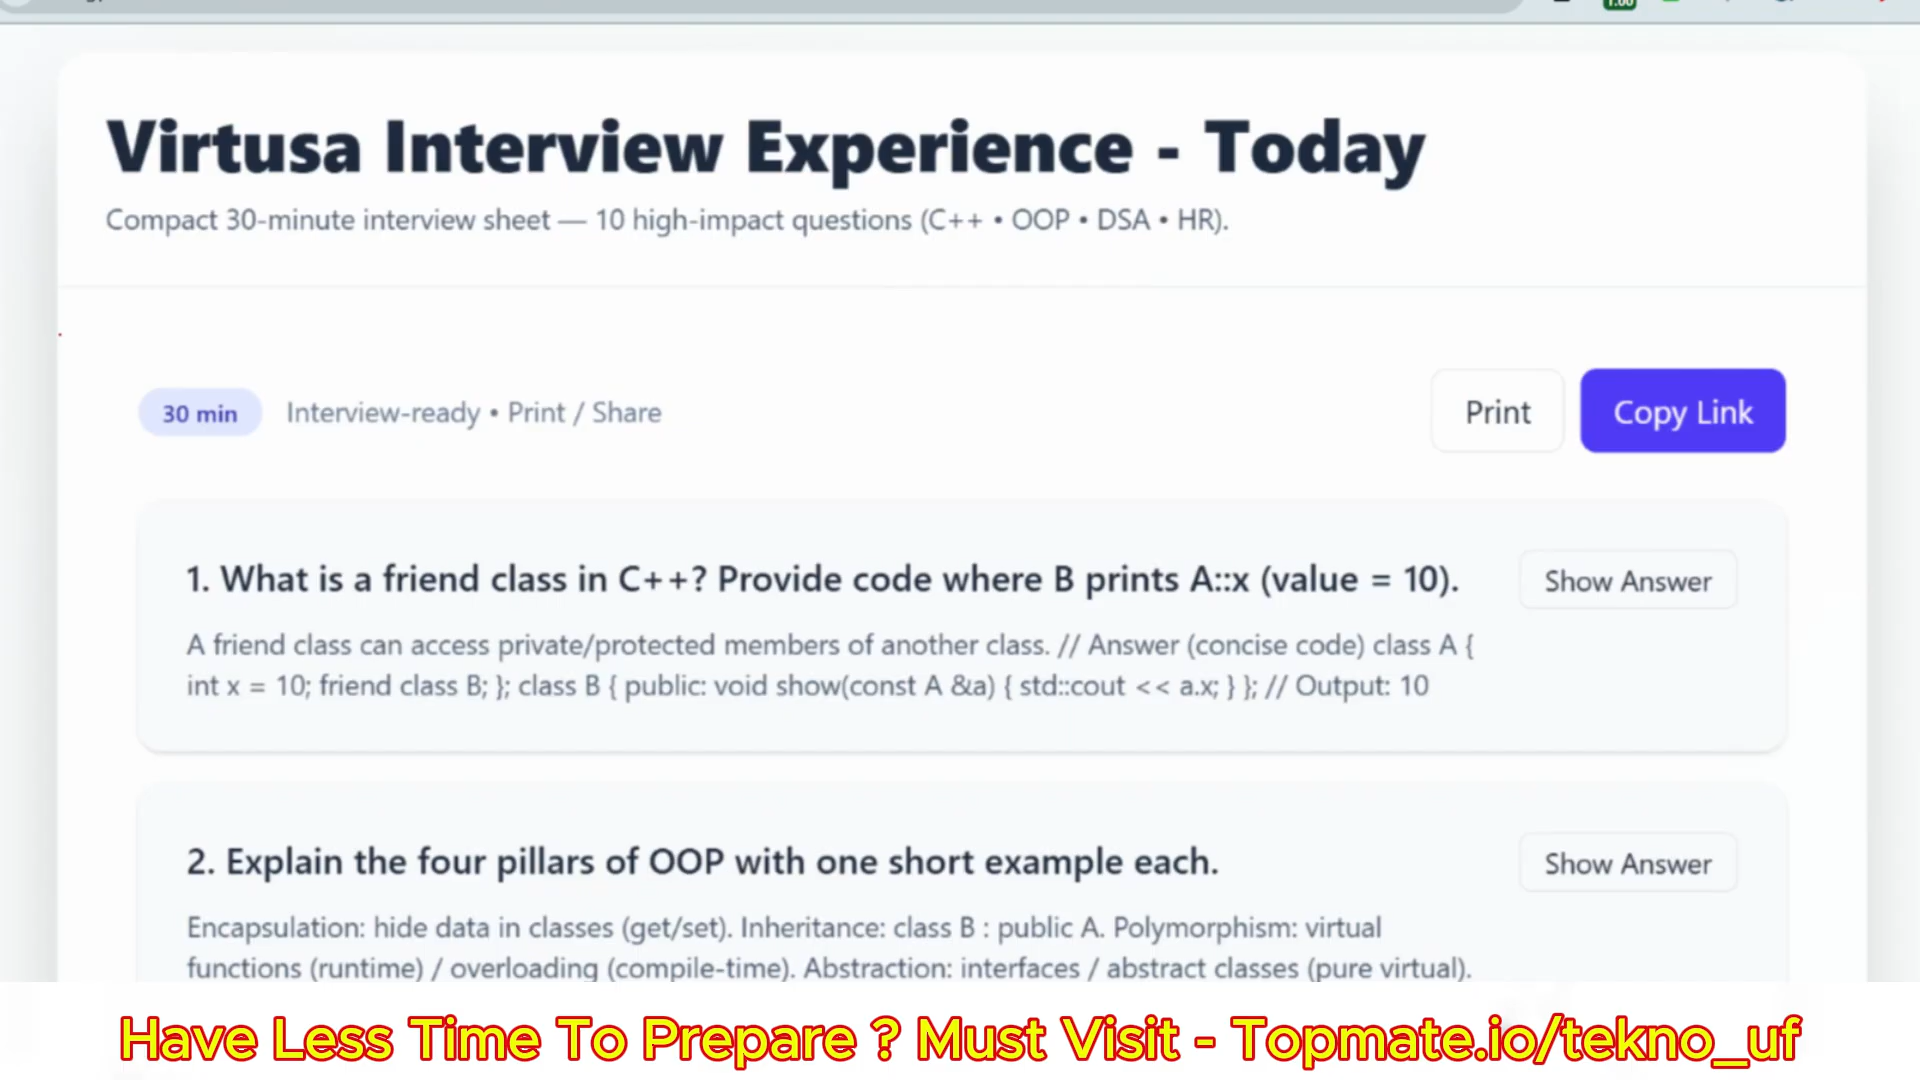 1.00
Virtusa Interview Experience - Today
Compact 30-minute interview sheet — 10 high-impact questions (C++ • OOP • DSA • HR).
30 min
Interview-ready • Print / Share
Print
Copy Link
1. What is a friend class in C++? Provide code where B prints A::x (value = 10).
Show Answer
A friend class can access private/protected members of another class. // Answer (concise code) class A {
int x = 10; friend class B; }; class B { public: void show(const A &a) { std::cout << a.x; } }; // Output: 10
2. Explain the four pillars of OOP with one short example each.
Show Answer
Encapsulation: hide data in classes (get/set). Inheritance: class B : public A. Polymorphism: virtual
functions (runtime) / overloading (compile-time). Abstraction: interfaces / abstract classes (pure virtual).
Have Less Time To Prepare ? Must Visit - Topmate.io/tekno_uf